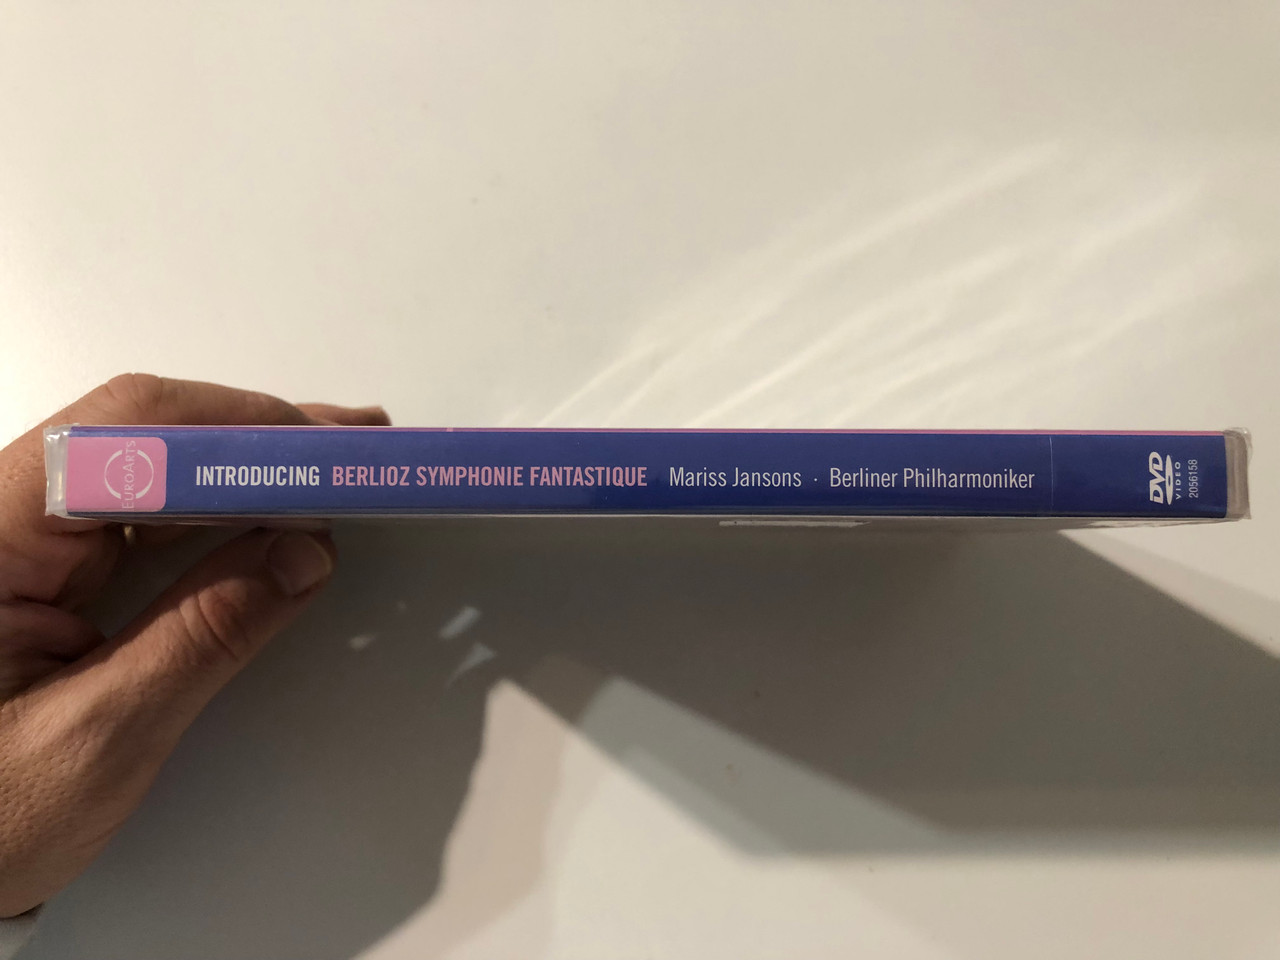 EUROARTS
INTRODUCING BERLIOZ SYMPHONIE FANTASTIQUE Mariss Jansons · Berliner Philharmoniker
DVD
VIDEO
2056158